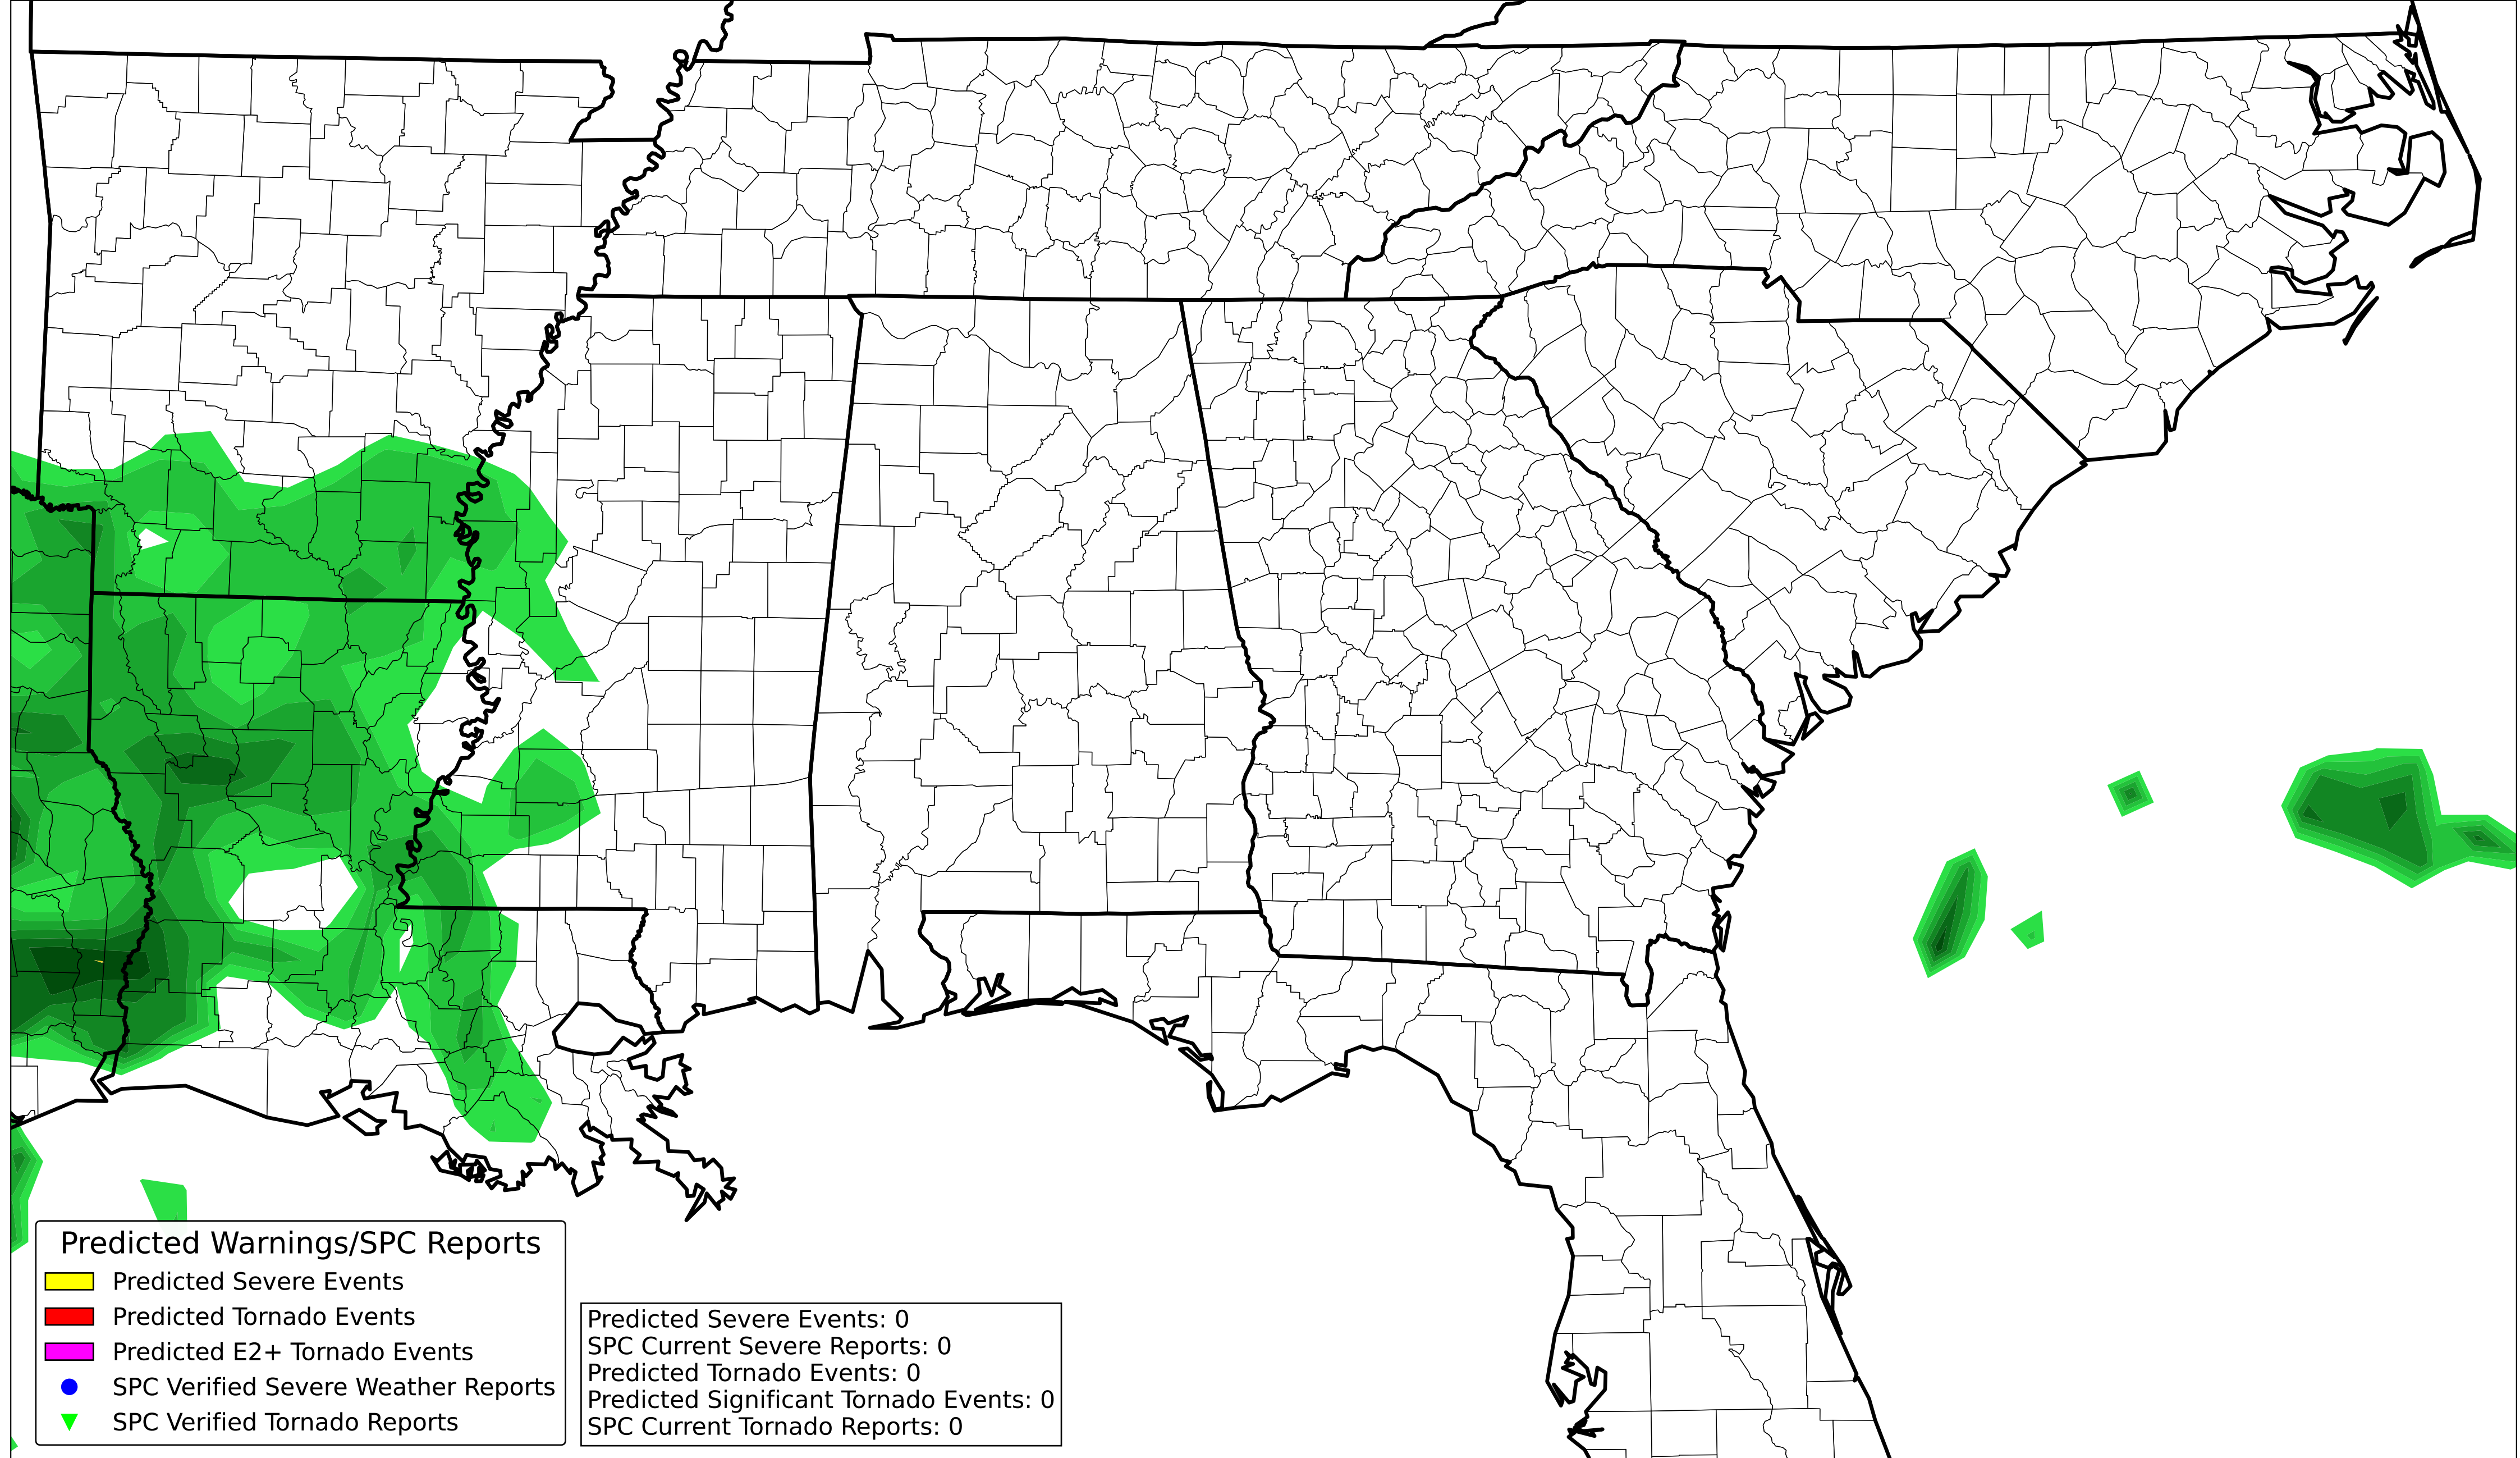 Predicted Warnings/SPC Reports
Predicted Severe Events
Predicted Tornado Events
Predicted E2+ Tornado Events
SPC Verified Severe Weather Reports
SPC Verified Tornado Reports
Predicted Severe Events: 0
SPC Current Severe Reports: 0
Predicted Tornado Events: 0
Predicted Significant Tornado Events: 0
SPC Current Tornado Reports: 0